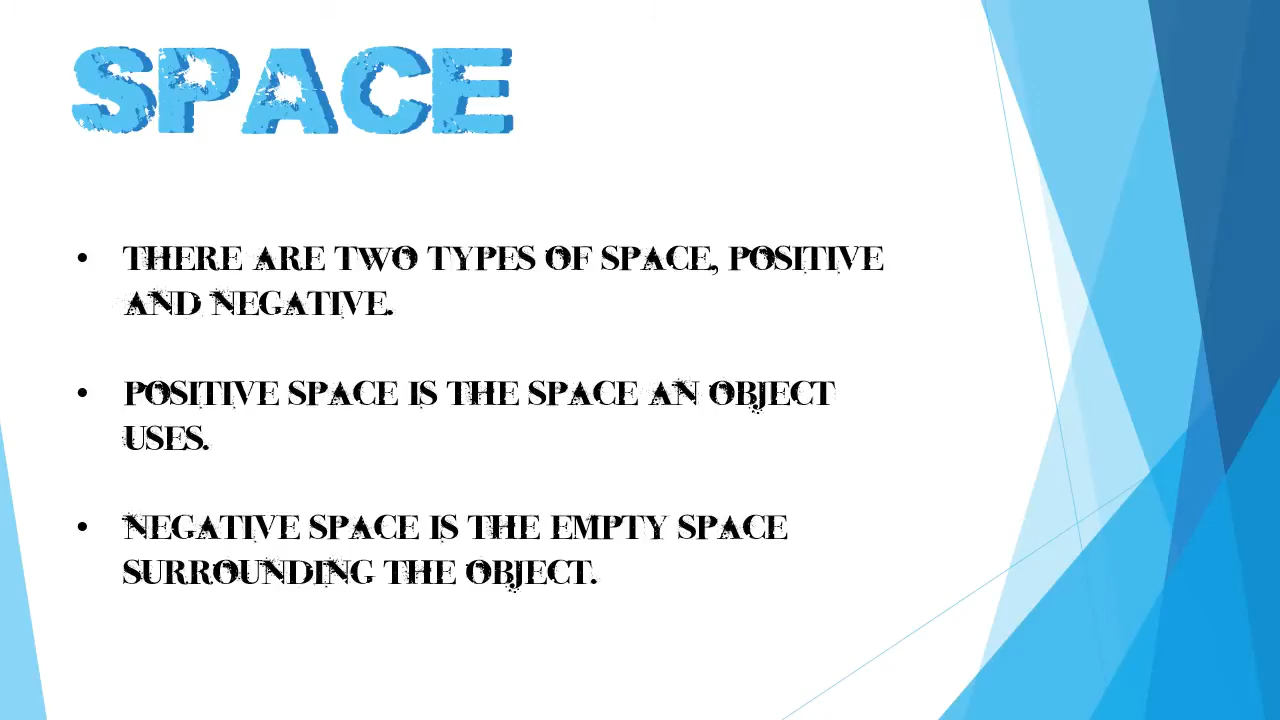 SPACE
• THERE ARE TWO TYPES OF SPACE, POSITIVE
AND NEGATIVE.
• POSITIVE SPACE IS THE SPACE AN OBJECT
USES.
• NEGATIVE SPACE IS THE EMPTY SPACE
SURROUNDING THE OBJECT.